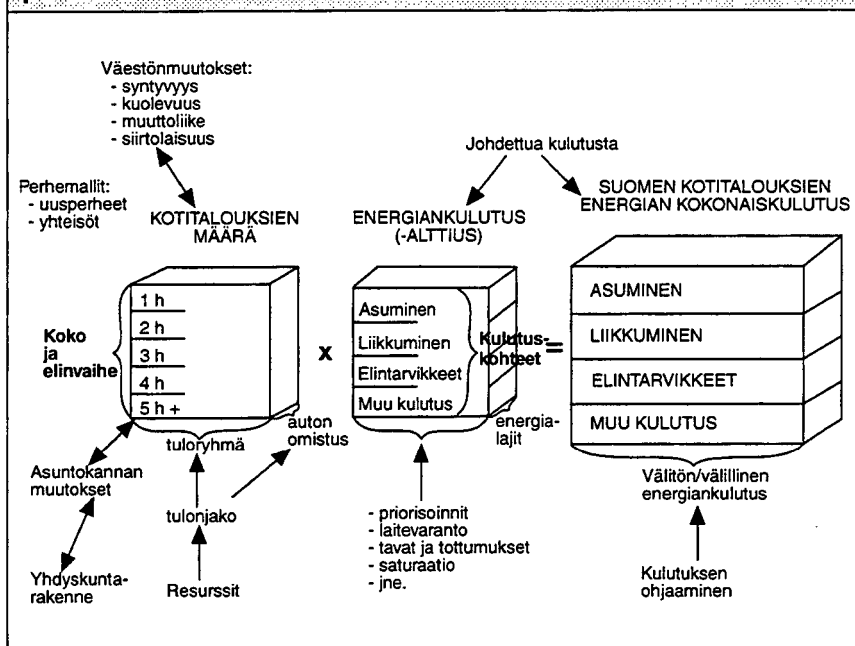 Väestönmuutokset:
- syntyvyys
- kuolevuus
- muuttoliike
- siirtolaisuus
Perhemallit:
- uusperheet
- yhteisöt
KOTITALOUKSIEN
MÄÄRÄ
Johdettua kulutusta
ENERGIANKULUTUS
(-ALTTIUS)
SUOMEN KOTITALOUKSIEN
ENERGIAN KOKONAISKULUTUS
Koko
ja
elinvaihe
1 h
2 h
3 h
4 h
5 h +
x
Asuminen
Liikkuminen
Elintarvikkeet
Muu kulutus
Kulutus-
kohteet
=
ASUMINEN
LIIKKUMINEN
ELINTARVIKKEET
MUU KULUTUS
tuloryhmä
auton
omistus
energia-
lajit
Välitön/välillinen
energiankulutus
Asuntokannan
muutokset
tulonjako
Yhdyskunta-
rakenne
Resurssit
- priorisoinnit
- laitevaranto
- tavat ja tottumukset
- saturaatio
- jne.
Kulutuksen
ohjaaminen